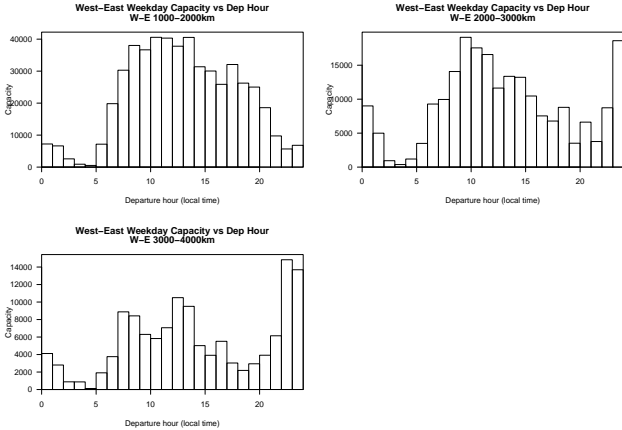 West−East Weekday Capacity vs Dep Hour
W−E 1000−2000km
Capacity
40000
30000
20000
10000
0
0 5 10 15 20
Departure hour (local time)
West−East Weekday Capacity vs Dep Hour
W−E 2000−3000km
Capacity
15000
10000
5000
0
0 5 10 15 20
Departure hour (local time)
West−East Weekday Capacity vs Dep Hour
W−E 3000−4000km
Capacity
14000
12000
10000
8000
6000
4000
2000
0
0 5 10 15 20
Departure hour (local time)